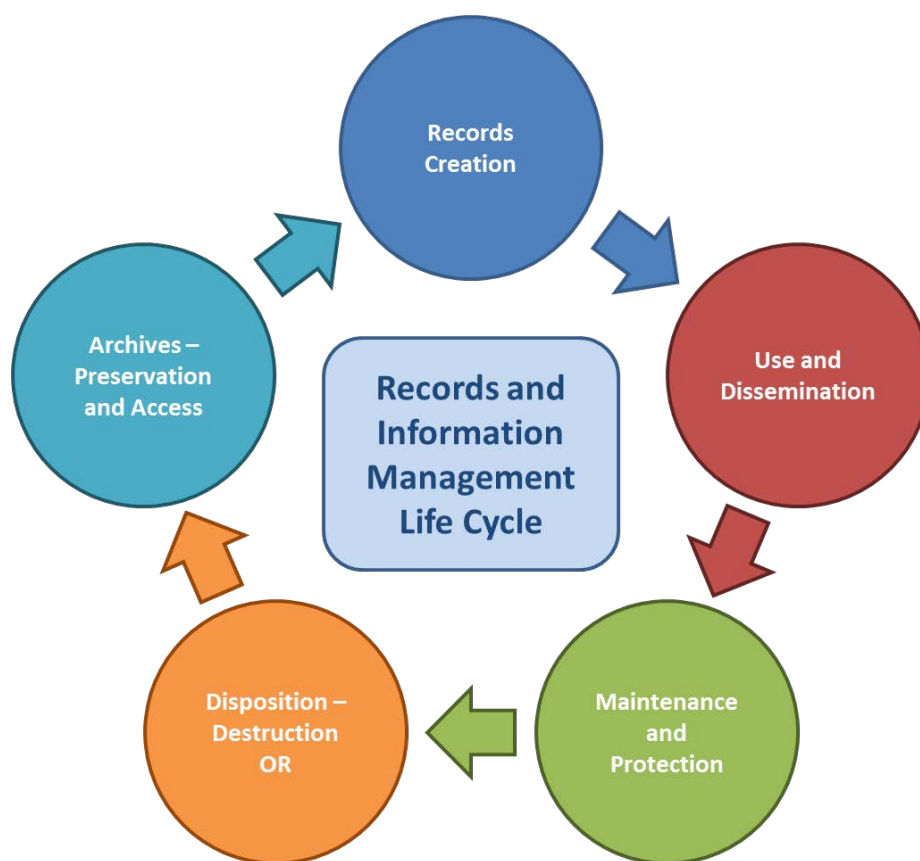 Records
Creation
Use and
Dissemination
Maintenance
and
Protection
Disposition –
Destruction
OR
Archives –
Preservation
and Access
Records and
Information
Management
Life Cycle